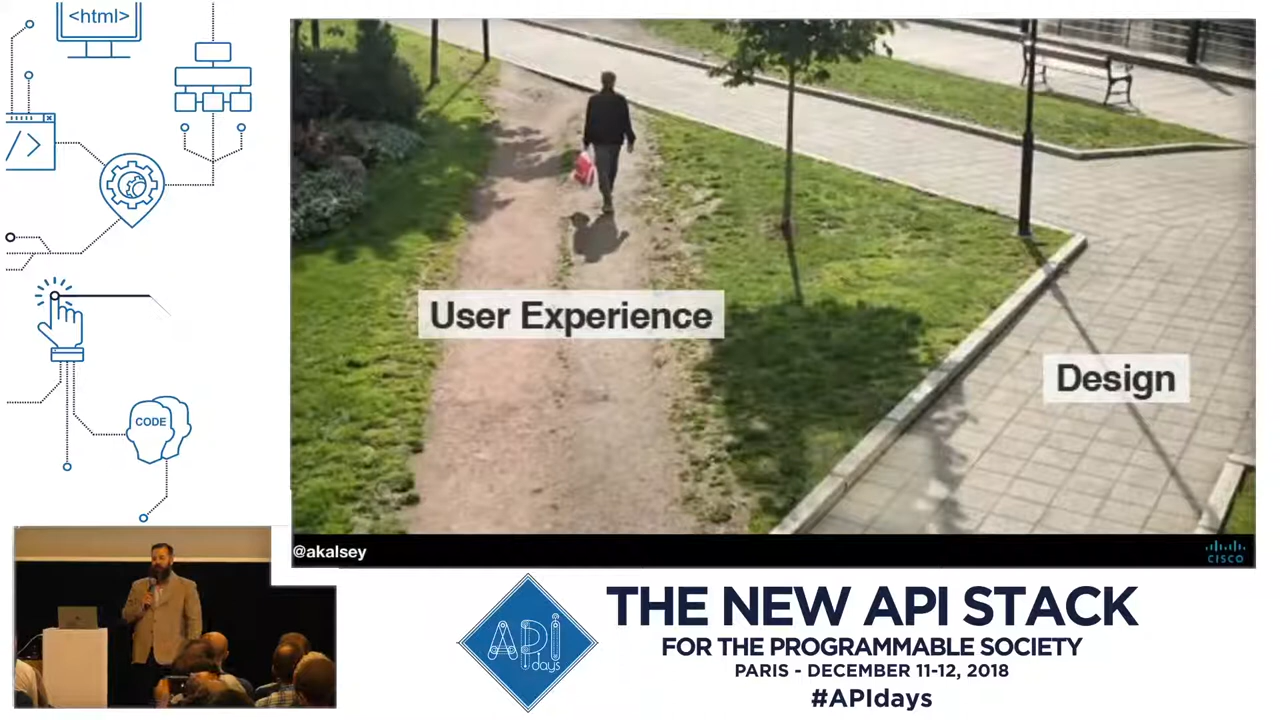 <html>
</>
CODE
User Experience
Design
@akalsey
CISCO
API
days
THE NEW API STACK
FOR THE PROGRAMMABLE SOCIETY
PARIS - DECEMBER 11-12, 2018
#APIdays